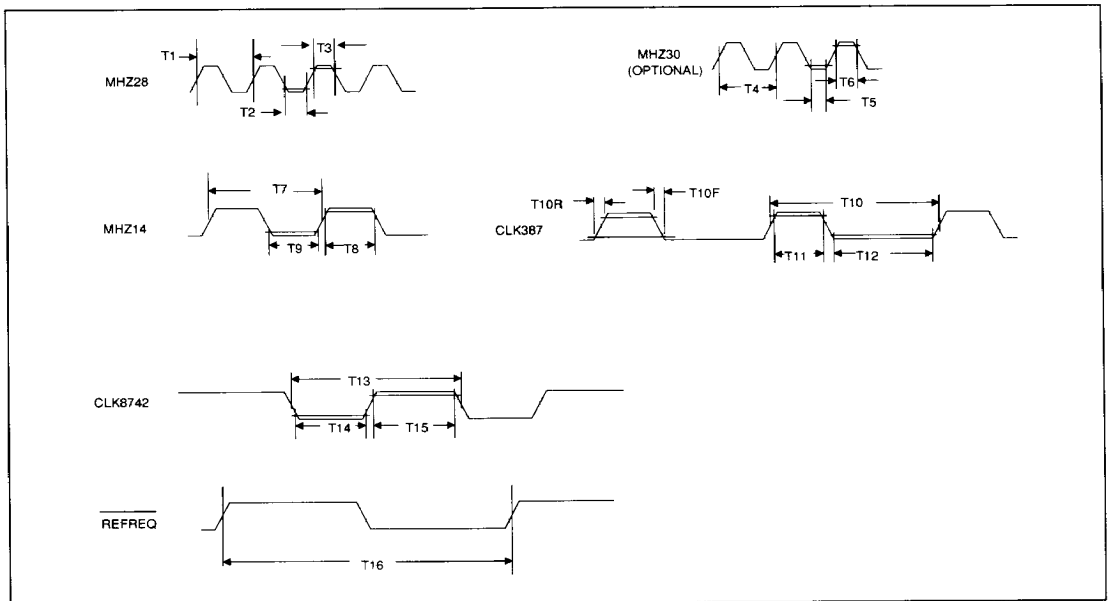 T1
T3
MHZ28
T2
MHZ30
(OPTIONAL)
T6
T4
T5
T7
MHZ14
T9
T8
T10R
T10F
T10
CLK387
T11
T12
T13
CLK8742
T14
T15
REFREQ
T16